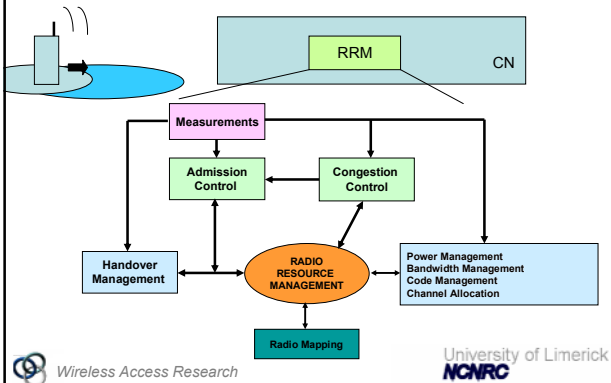 RRM
CN
Measurements
Admission
Control
Congestion
Control
Handover
Management
RADIO
RESOURCE
MANAGEMENT
Power Management
Bandwidth Management
Code Management
Channel Allocation
Radio Mapping
Wireless Access Research
University of Limerick
NCNRC